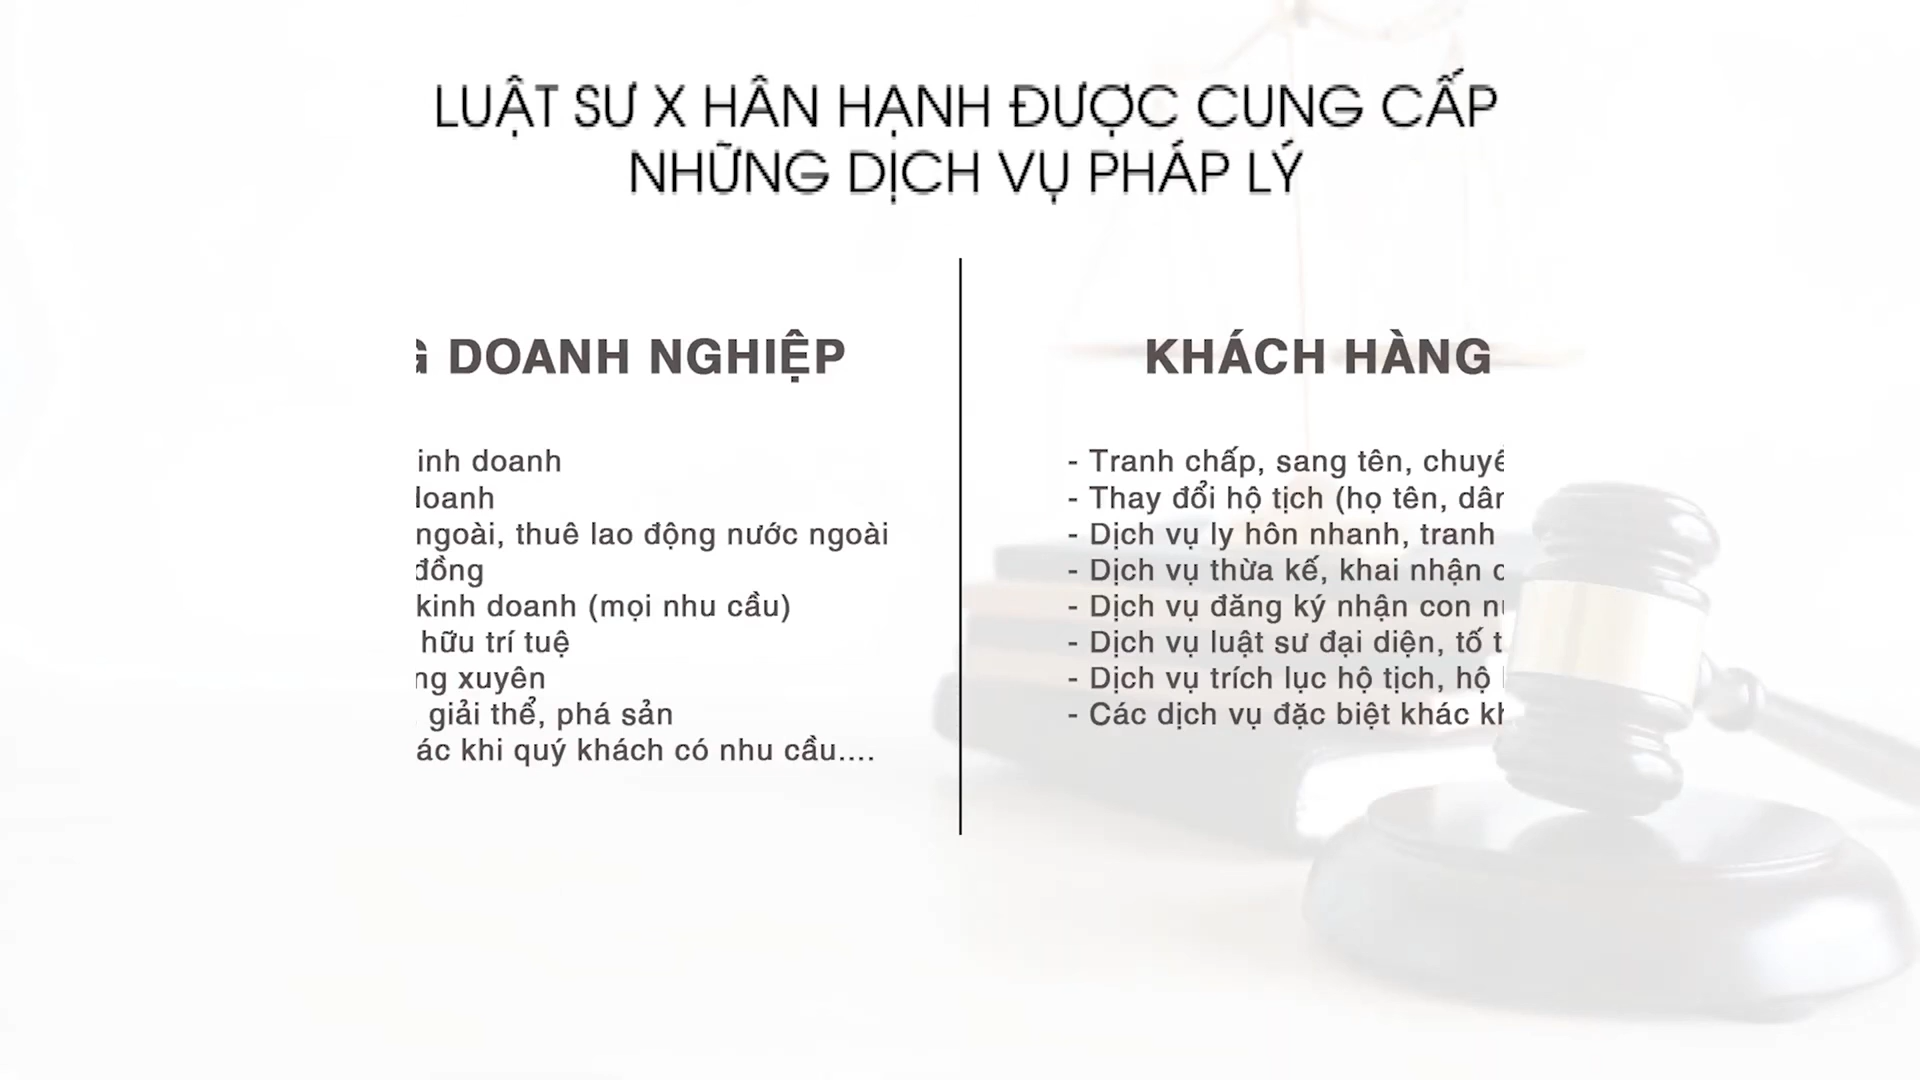 LUẬT SƯ X HÂN HẠNH ĐƯỢC CUNG CẤP
NHỮNG DỊCH VỤ PHÁP LÝ
DOANH NGHIỆP
doanh
ngoài, thuê lao động nước ngoài
đồng
kinh doanh (mọi nhu cầu)
hữu trí tuệ
xuyên
giải thể, phá sản
khi quý khách có nhu cầu....
KHÁCH HÀNG
- Tranh chấp, sang tên,
- Thay đổi hộ tịch (họ tên,
- Dịch vụ ly hôn nhanh, tranh
- Dịch vụ thừa kế, khai nhận
- Dịch vụ đăng ký nhận con
- Dịch vụ luật sư đại diện, tố
- Dịch vụ trích lục hộ tịch, hộ
- Các dịch vụ đặc biệt khác